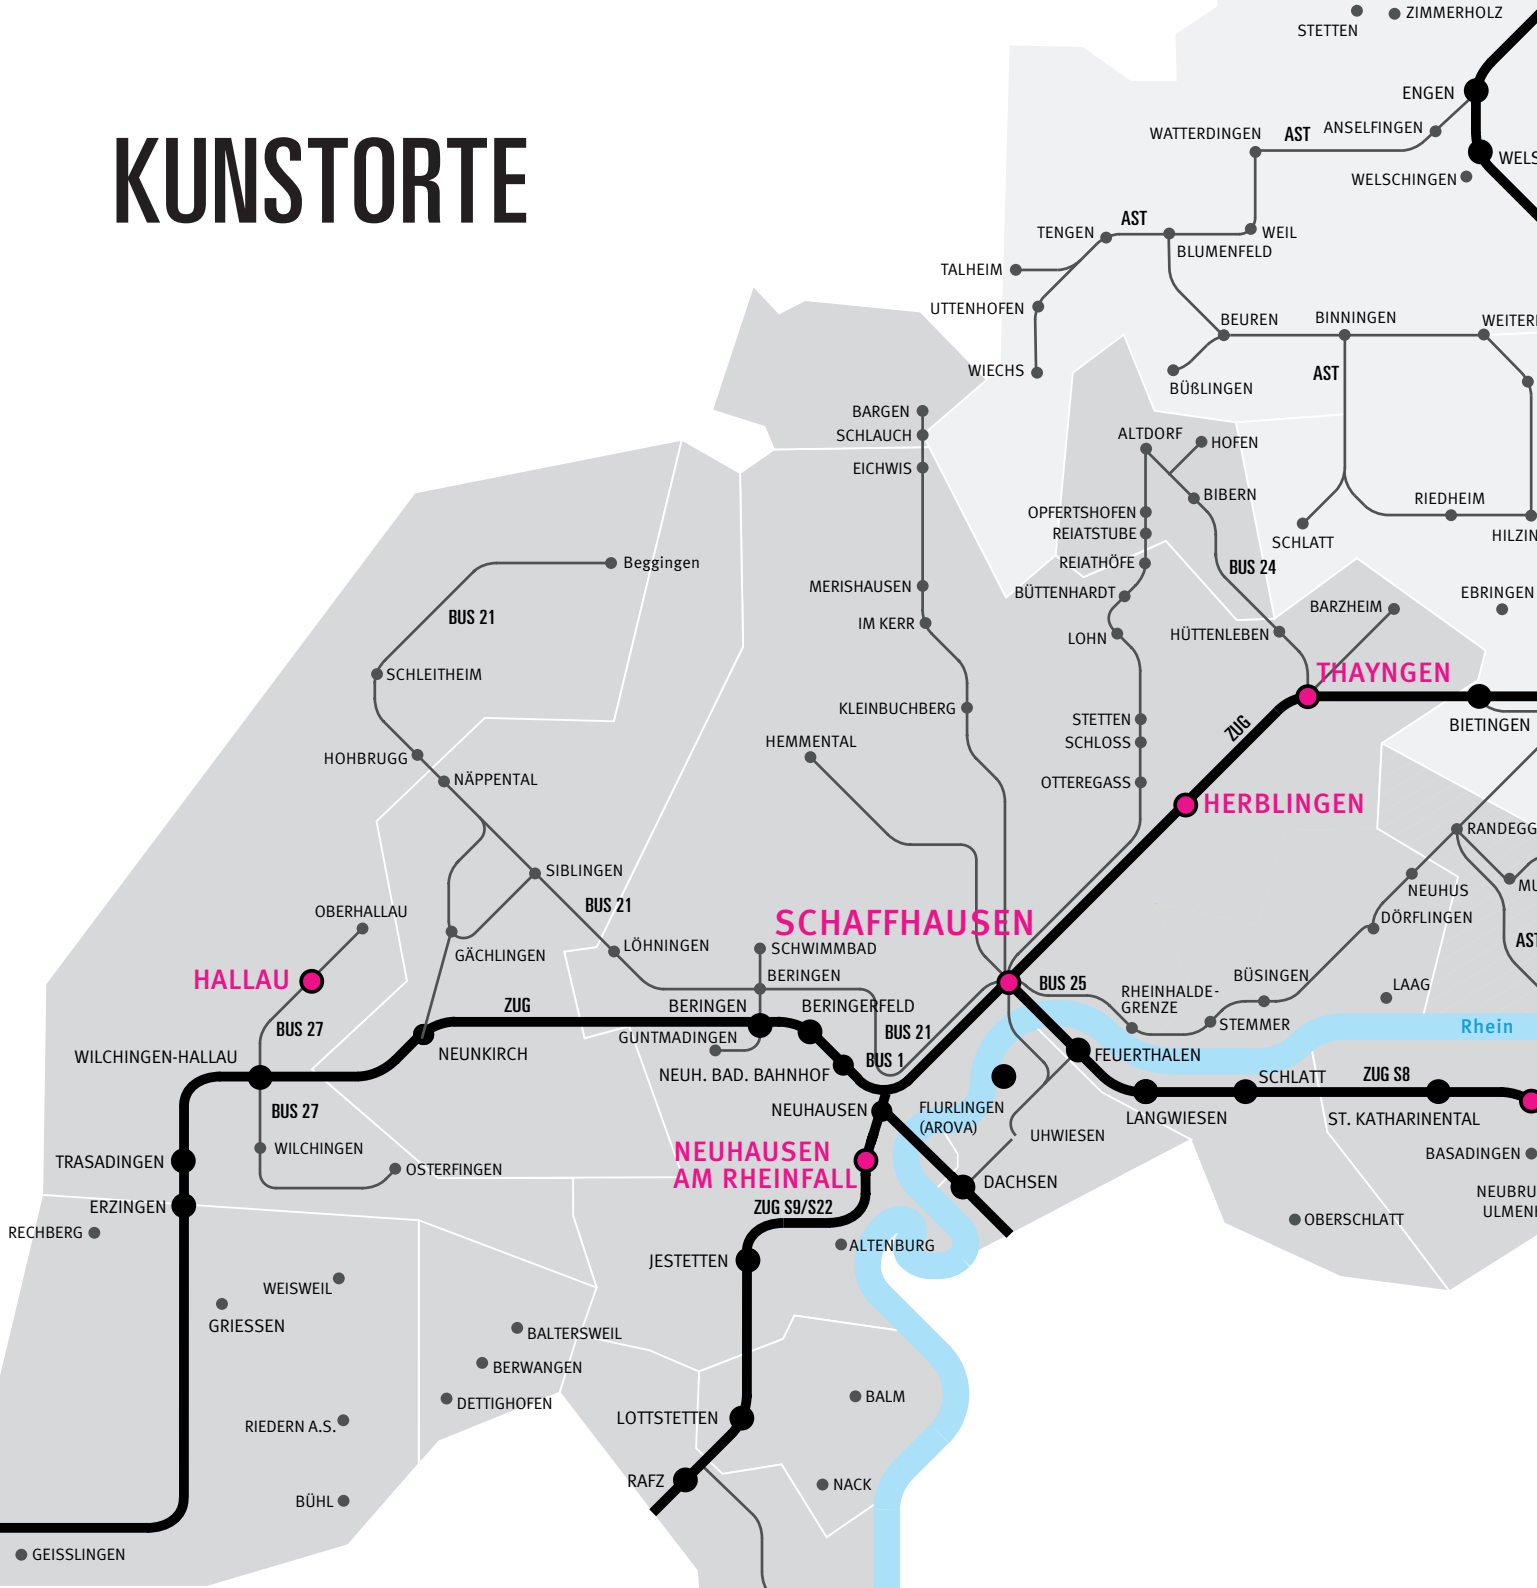 STETTEN
ZIMMERHOLZ
KUNSTORTE
ENGEN
WATTERDINGEN
AST
ANSELFINGEN
WELSCHINGEN
TENGEN
AST
WEIL
BLUMENFELD
TALHEIM
UTTENHOFEN
BEUREN
BINNINGEN
WIECHS
AST
BÜßLINGEN
BARGEN
SCHLAUCH
EICHWIS
ALTDORF
HOFEN
BIBERN
OPFERTSHOFEN
REIATSTUBE
REIATHÖFE
RIEDHEIM
SCHLATT
Beggingen
BUS 24
BUS 21
MERISHAUSEN
IM KERR
BÜTTENHARDT
LOHN
HÜTTENLEBEN
BARZHEIM
EBRINGEN
SCHLEITHEIM
THAYNGEN
KLEINBUCHBERG
STETTEN
SCHLOSS
ZUG
BIETINGEN
HEMMENTAL
HOHBRUGG
NÄPPENTAL
OTTEREGASS
HERBLINGEN
RANDEGG
SIBLINGEN
BUS 21
NEUHUS
OBERHALLAU
SCHAFFHAUSEN
DÖRFLINGEN
GÄCHLINGEN
LÖHNINGEN
SCHWIMMBAD
HALLAU
BERINGEN
BUS 25
BÜSINGEN
LAAG
RHEINHALDE-
GRENZE
ZUG
BERINGEN
BERINGERFELD
STEMMER
Rhein
BUS 27
GUNTMADINGEN
BUS 21
WILCHINGEN-HALLAU
NEUNKIRCH
BUS 1
NEUH. BAD. BAHNHOF
FEUERTHALEN
SCHLATT
ZUG S8
BUS 27
NEUHAUSEN
FLURLINGEN
(AROVA)
LANGWIESEN
ST. KATHARINENTAL
WILCHINGEN
UHWIESEN
TRASADINGEN
OSTERFINGEN
NEUHAUSEN
AM RHEINFALL
BASADINGEN
DACHSEN
ERZINGEN
ZUG S9/S22
RECHBERG
OBERSCHLATT
ALTENBURG
JESTETTEN
WEISWEIL
GRIESSEN
BALTERSWEIL
BERWANGEN
DETTIGHOFEN
BALM
RIEDERN A.S.
LOTTSTETTEN
RAFZ
NACK
BÜHL
GEISSLINGEN